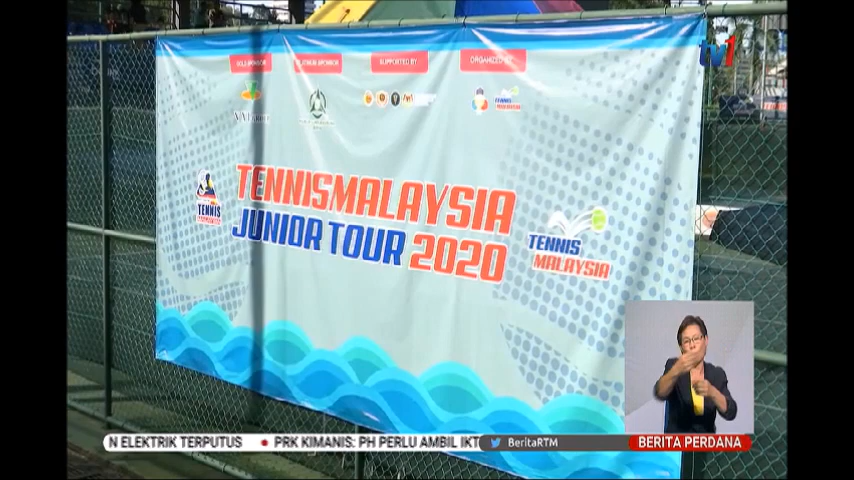 tv1
GOLD SPONSOR
PLATINUM SPONSOR
SUPPORTED BY
ORGANIZED BY
TENNISMALAYSIA
JUNIOR TOUR 2020
TENNIS
TENNIS
MALAYSIA
N ELEKTRIK TERPUTUS
PRK KIMANIS: PH PERLU AMBIL IKT
BeritaRTM
BERITA PERDANA